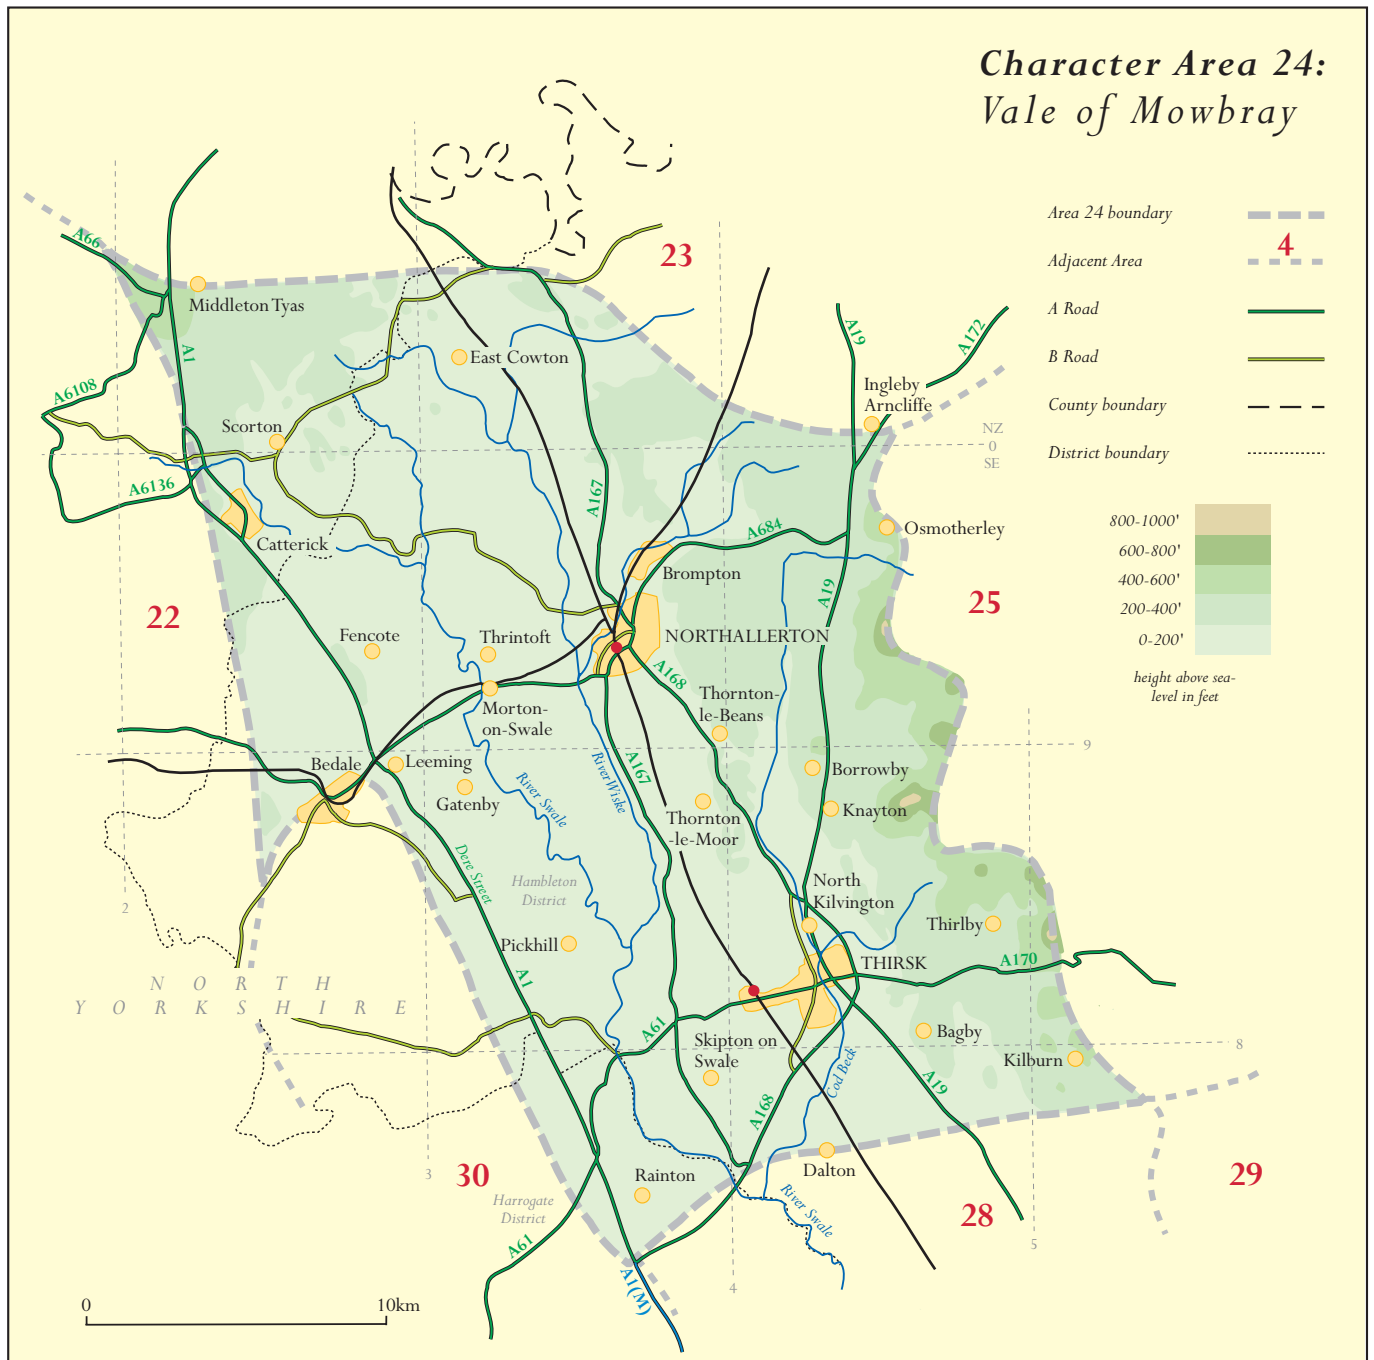 Character Area 24:
Vale of Mowbray
Area 24 boundary
4
Adjacent Area
A Road
B Road
County boundary
District boundary
800-1000'
600-800'
400-600'
200-400'
0-200'
height above sea-
level in feet
23
A66
Middleton Tyas
A1
A19
A172
East Cowton
A6108
Ingleby
Arncliffe
Scorton
NZ
0
SE
A6136
A167
A684
Osmotherley
Catterick
Brompton
A19
22
25
Fencote
Thrintoft
NORTHALLERTON
A168
Thornton-
le-Beans
Morton-
on-Swale
9
Bedale
Leeming
River Wiske
A167
Borrowby
Gatenby
River Swale
Thornton
-le-Moor
Knayton
Dere Street
Hambleton
District
North
Kilvington
2
Thirlby
Pickhill
THIRSK
A170
A1
NORTH
YORKSHIRE
A61
Skipton on
Swale
Bagby
8
Kilburn
Cod Beck
A19
A168
30
3
Rainton
Dalton
29
Harrogate
District
River Swale
28
A61
5
A1(M)
4
0
10km